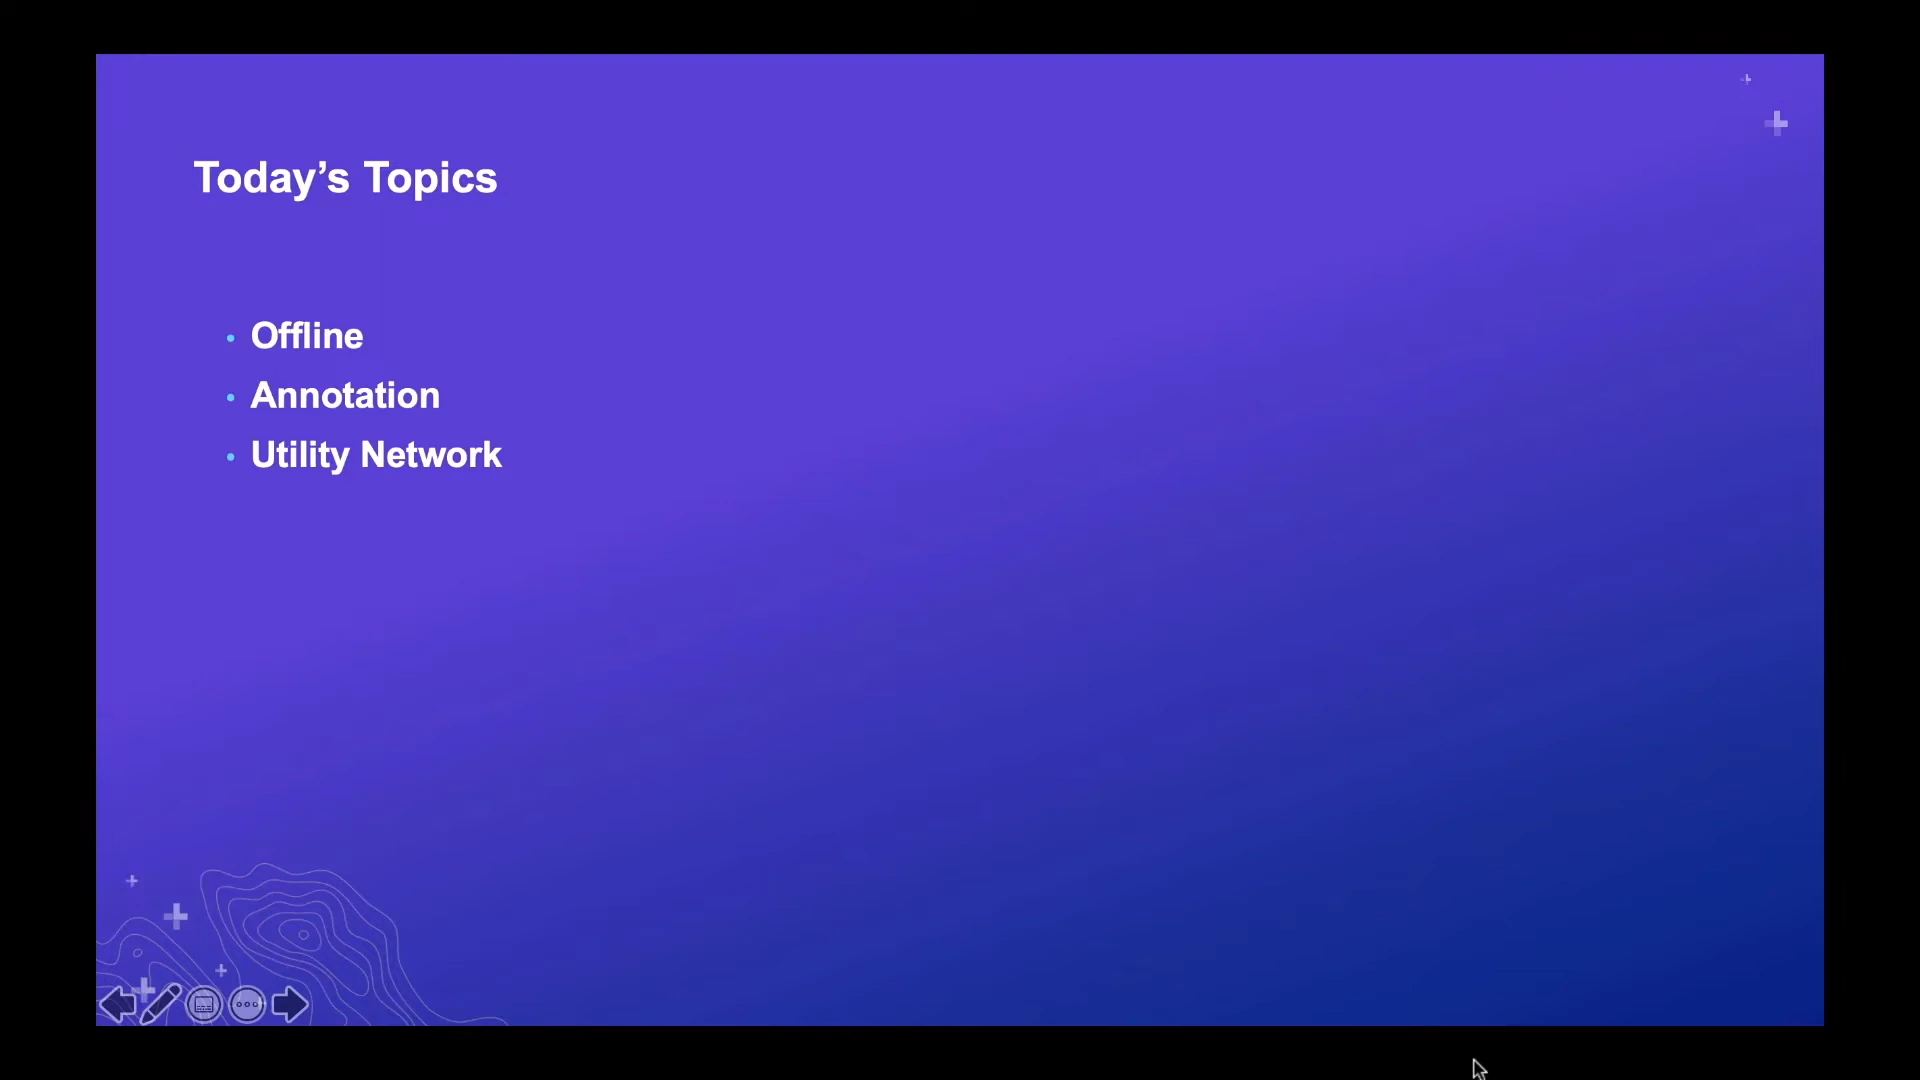 Today’s Topics
• Offline
• Annotation
• Utility Network